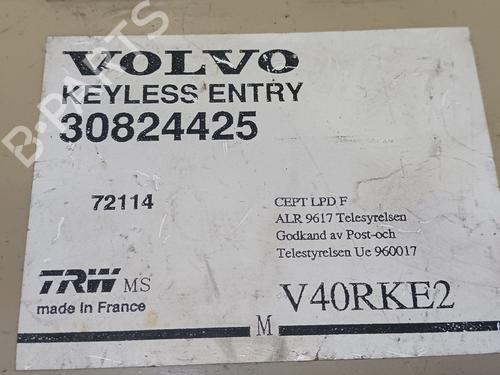 VOLVO
KEYLESS ENTRY
30824425
72114
CEPT LPD F
ALR 9617 Telesyrelsen
Godkand av Post-och
Telestyrelsen Ue 960017
TRW MS
made in France
V40RKE2
M
B-PARTS